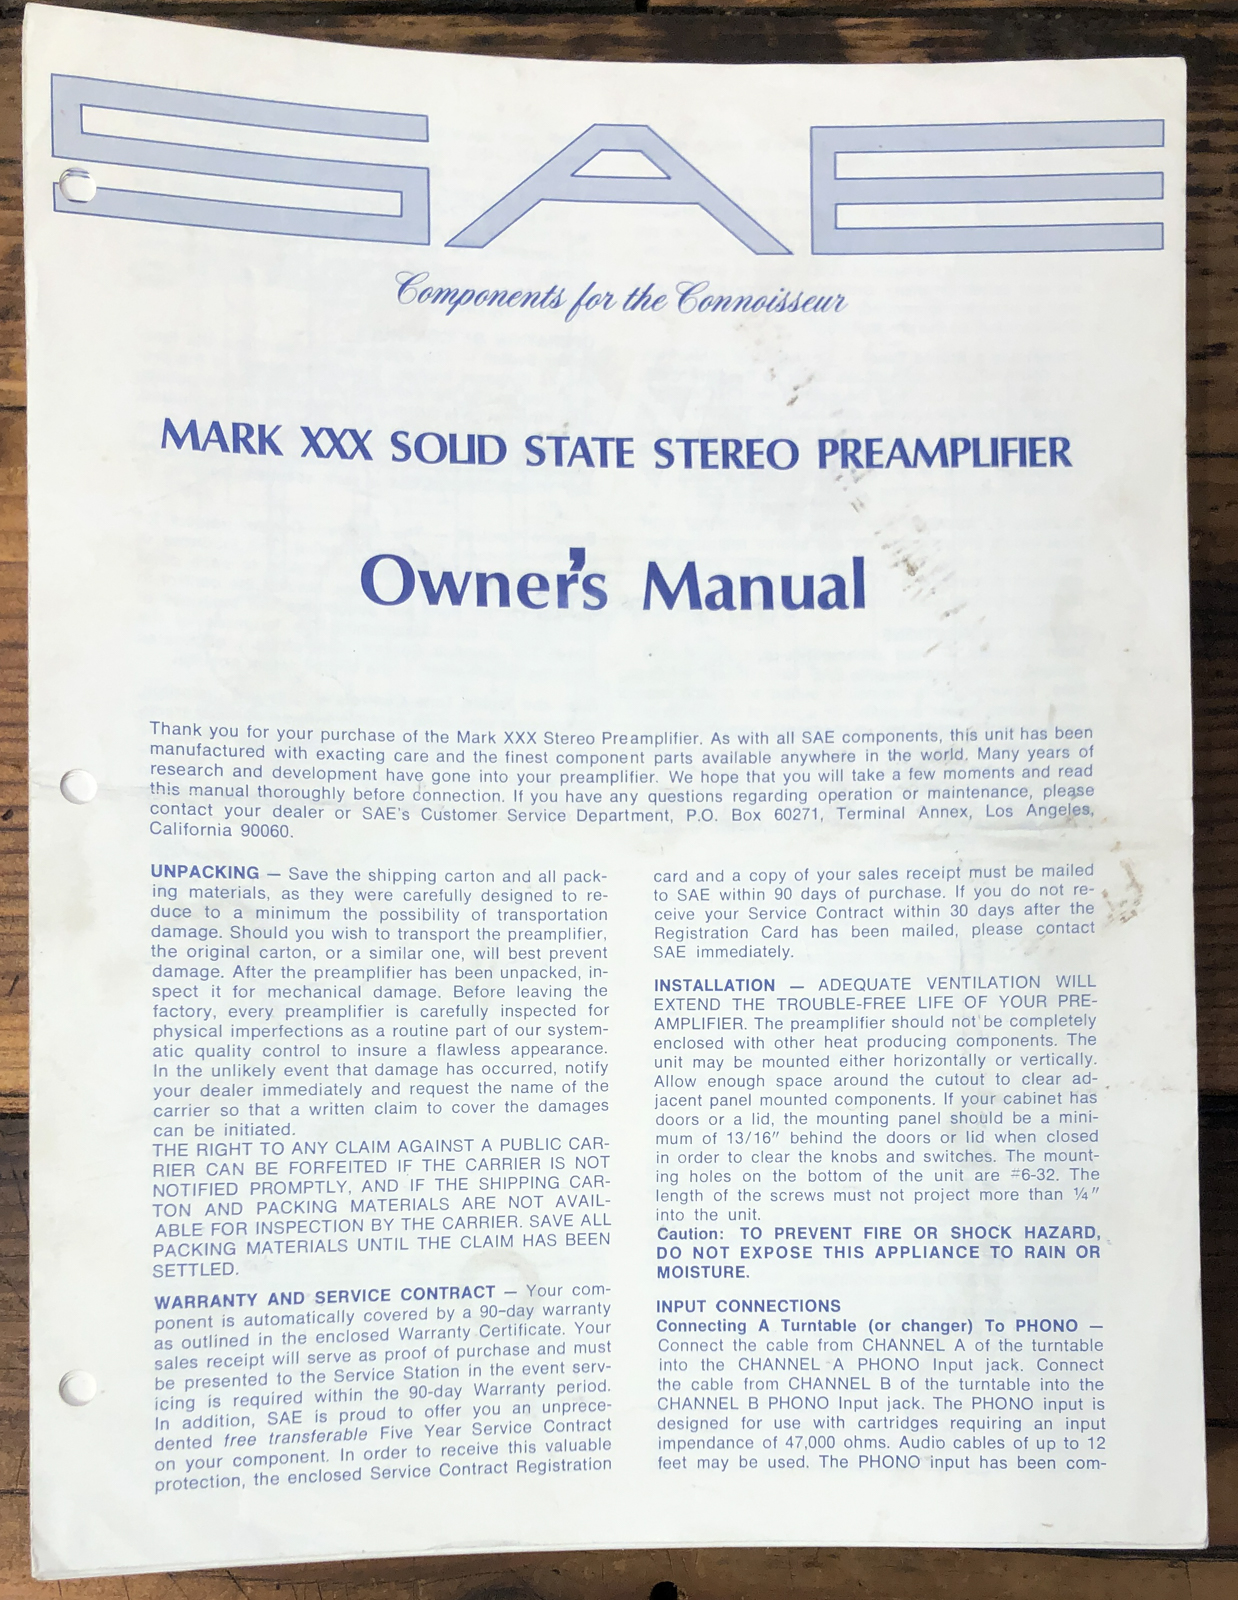 SAE
Components for the Connoisseur
MARK XXX SOLID STATE STEREO PREAMPLIFIER
Owner's Manual
Thank you for your purchase of the Mark XXX Stereo Preamplifier. As with all SAE components, this unit has been
manufactured with exacting care and the finest component parts available anywhere in the world. Many years of
research and development have gone into your preamplifier. We hope that you will take a few moments and read
this manual thoroughly before connection. If you have any questions regarding operation or maintenance, please
contact your dealer or SAE's Customer Service Department, P.O. Box 60271, Terminal Annex, Los Angeles,
California 90060.
UNPACKING — Save the shipping carton and all pack-
ing materials, as they were carefully designed to re-
duce to a minimum the possibility of transportation
damage. Should you wish to transport the preamplifier,
the original carton, or a similar one, will best prevent
damage. After the preamplifier has been unpacked, in-
spect it for mechanical damage. Before leaving the
factory, every preamplifier is carefully inspected for
physical imperfections as a routine part of our system-
atic quality control to insure a flawless appearance.
In the unlikely event that damage has occurred, notify
your dealer immediately and request the name of the
carrier so that a written claim to cover the damages
can be initiated.
THE RIGHT TO ANY CLAIM AGAINST A PUBLIC CAR-
RIER CAN BE FORFEITED IF THE CARRIER IS NOT
NOTIFIED PROMPTLY, AND IF THE SHIPPING CAR-
TON AND PACKING MATERIALS ARE NOT AVAIL-
ABLE FOR INSPECTION BY THE CARRIER. SAVE ALL
PACKING MATERIALS UNTIL THE CLAIM HAS BEEN
SETTLED.
WARRANTY AND SERVICE CONTRACT — Your com-
ponent is automatically covered by a 90-day warranty
as outlined in the enclosed Warranty Certificate. Your
sales receipt will serve as proof of purchase and must
be presented to the Service Station in the event serv-
icing is required within the 90-day Warranty period.
In addition, SAE is proud to offer you an unprece-
dented free transferable Five Year Service Contract
on your component. In order to receive this valuable
protection, the enclosed Service Contract Registration
card and a copy of your sales receipt must be mailed
to SAE within 90 days of purchase. If you do not re-
ceive your Service Contract within 30 days after the
Registration Card has been mailed, please contact
SAE immediately.
INSTALLATION — ADEQUATE VENTILATION WILL
EXTEND THE TROUBLE-FREE LIFE OF YOUR PRE-
AMPLIFIER. The preamplifier should not be completely
enclosed with other heat producing components. The
unit may be mounted either horizontally or vertically.
Allow enough space around the cutout to clear ad-
jacent panel mounted components. If your cabinet has
doors or a lid, the mounting panel should be a mini-
mum of 13/16" behind the doors or lid when closed
in order to clear the knobs and switches. The mount-
ing holes on the bottom of the unit are #6-32. The
length of the screws must not project more than ¼"
into the unit.
Caution: TO PREVENT FIRE OR SHOCK HAZARD,
DO NOT EXPOSE THIS APPLIANCE TO RAIN OR
MOISTURE.
INPUT CONNECTIONS
Connecting A Turntable (or changer) To PHONO —
Connect the cable from CHANNEL A of the turntable
into the CHANNEL A PHONO Input jack. Connect
the cable from CHANNEL B of the turntable into the
CHANNEL B PHONO Input jack. The PHONO input is
designed for use with cartridges requiring an input
impedance of 47,000 ohms. Audio cables of up to 12
feet may be used. The PHONO input has been com-